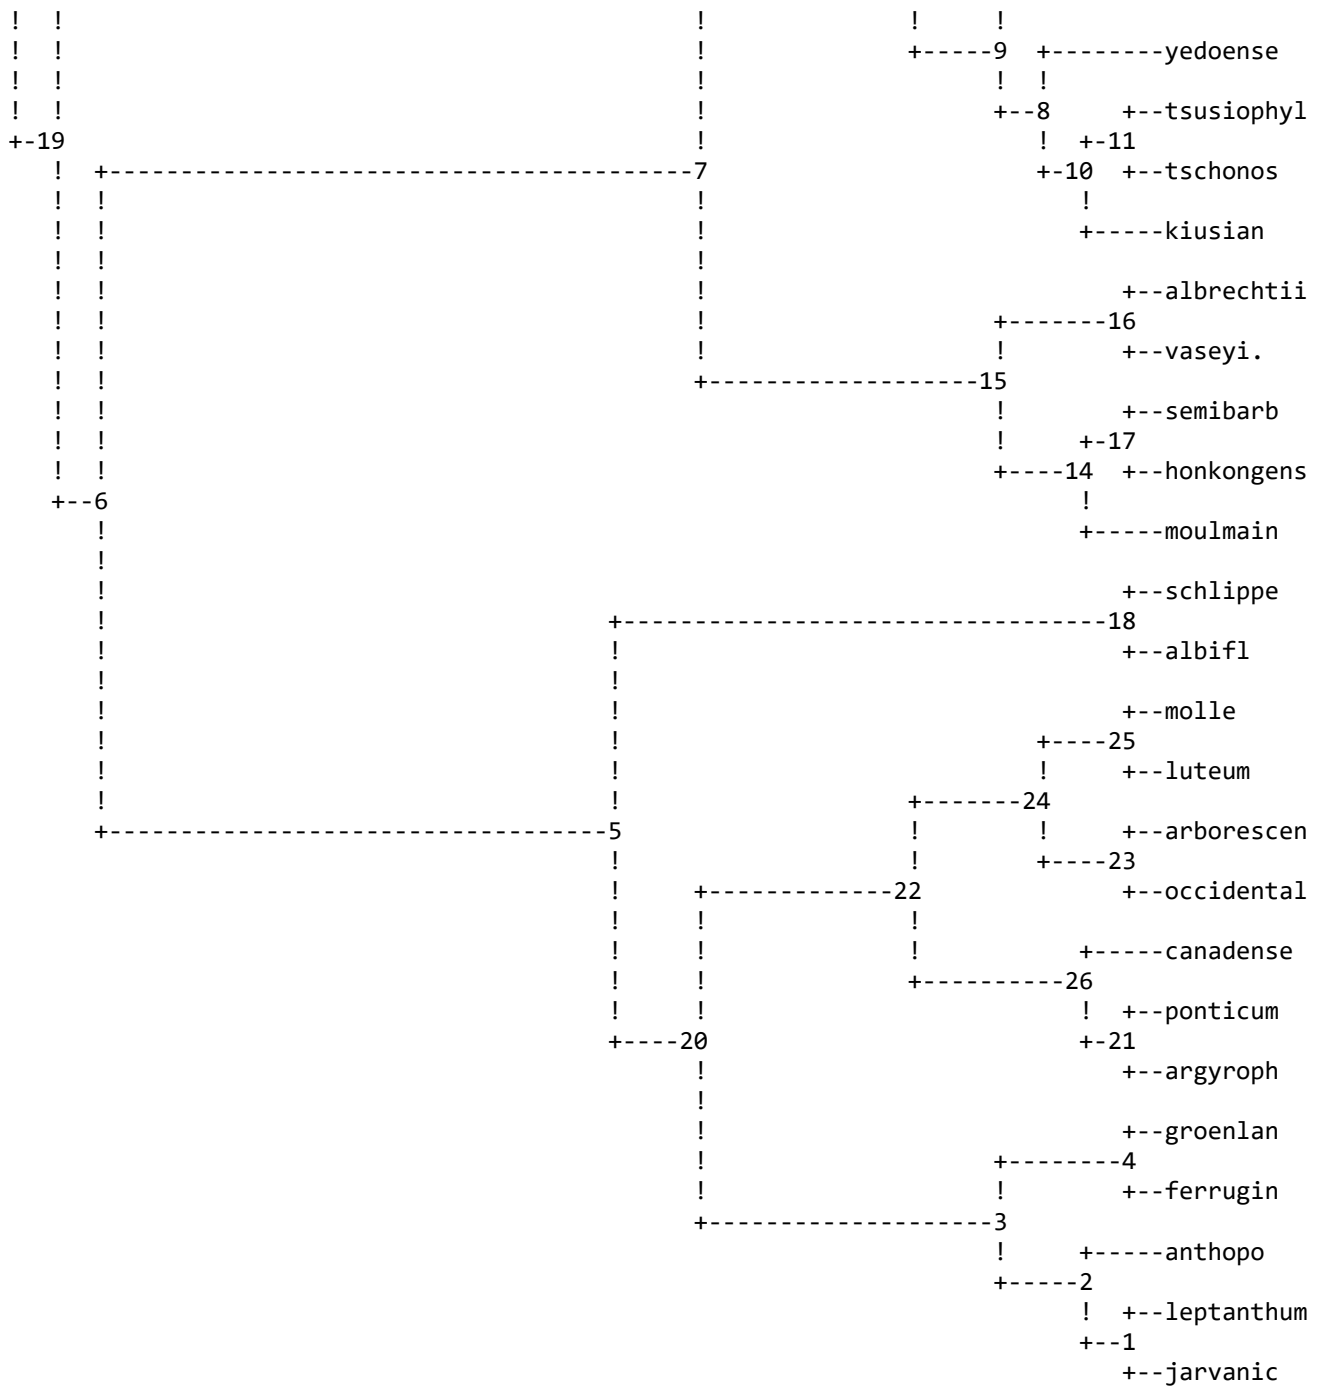 !  !                                            !              !     !
!  !                                            !              +-----9  +--------yedoense
!  !                                            !                    !  !
!  !                                            !                    +--8     +--tsusiophyl
+-19                                            !                       !  +-11
   !  +-----------------------------------------7                       +-10  +--tschonos
   !  !                                         !                          !
   !  !                                         !                          +-----kiusian
   !  !                                         !
   !  !                                         !                             +--albrechtii
   !  !                                         !                    +-------16
   !  !                                         !                    !        +--vaseyi.
   !  !                                         +-------------------15
   !  !                                                              !        +--semibarb
   !  !                                                              !     +-17
   !  !                                                              +----14  +--honkongens
   +--6                                                                    !
      !                                                                    +-----moulmain
      !
      !                                                                       +--schlippe
      !                                   +----------------------------------18
      !                                   !                                   +--albifl
      !                                   !
      !                                   !                                   +--molle
      !                                   !                             +----25
      !                                   !                             !     +--luteum
      !                                   !                    +-------24
      +-----------------------------------5                    !        !     +--arborescen
                                          !                    !        +----23
                                          !     +-------------22              +--occidental
                                          !     !              !
                                          !     !              !           +-----canadense
                                          !     !              +----------26
                                          !     !                          !  +--ponticum
                                          +----20                          +-21
                                                !                             +--argyroph
                                                !
                                                !                             +--groenlan
                                                !                    +--------4
                                                !                    !        +--ferrugin
                                                +--------------------3
                                                                     !     +-----anthopo
                                                                     +-----2
                                                                           !  +--leptanthum
                                                                           +--1
                                                                              +--jarvanic